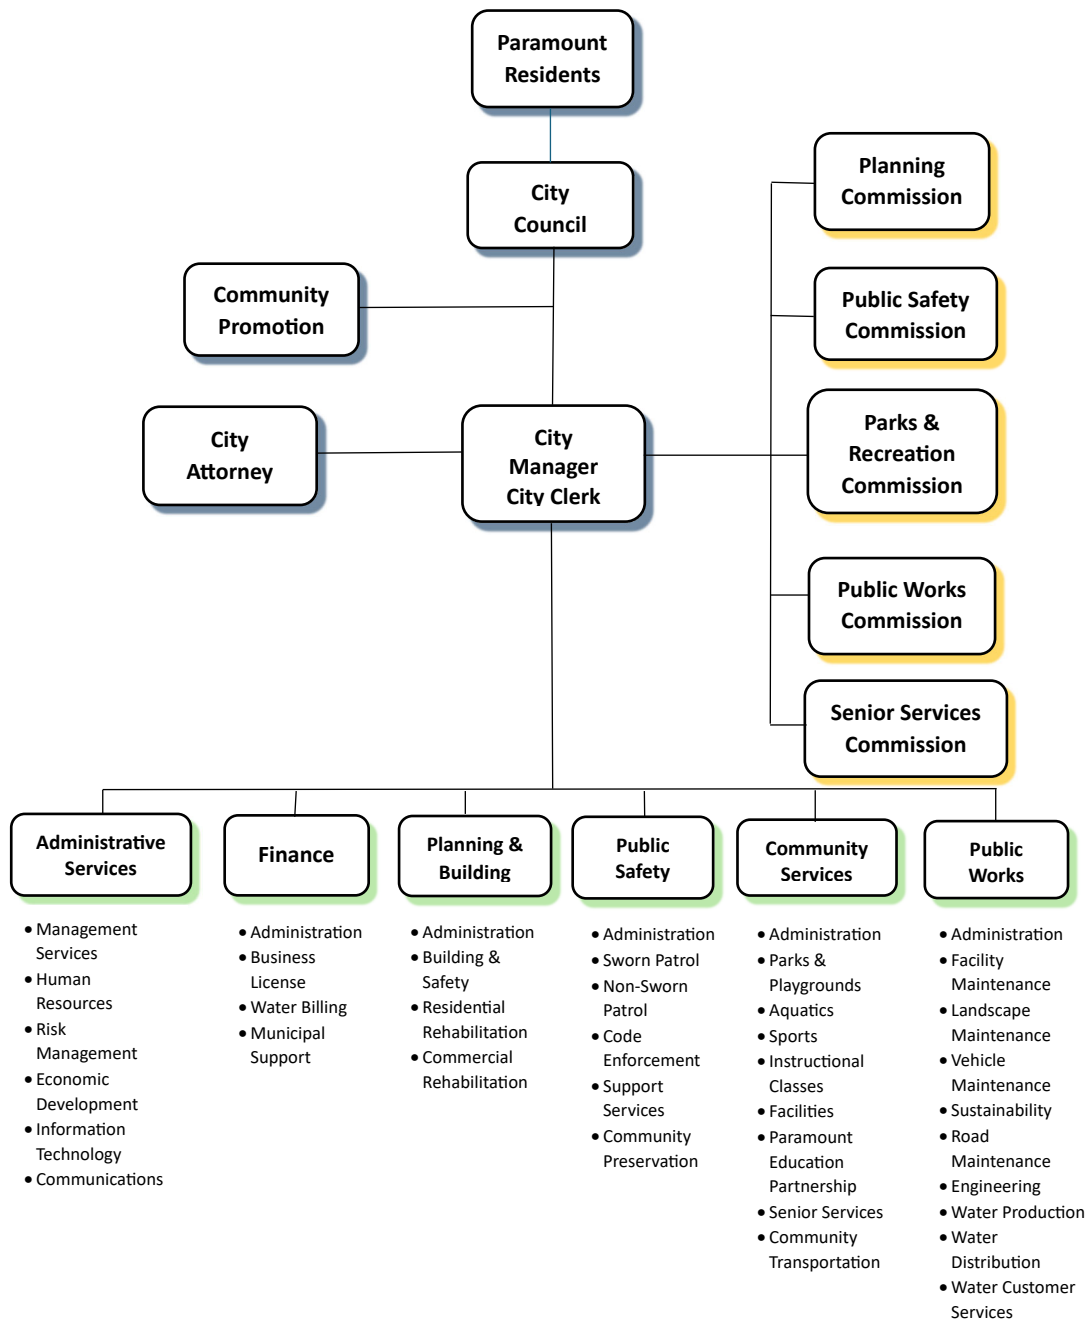 Paramount
Residents
City
Council
Community
Promotion
City
Attorney
City
Manager
City Clerk
Planning
Commission
Public Safety
Commission
Parks &
Recreation
Commission
Public Works
Commission
Senior Services
Commission
Administrative
Services
• Management
Services
• Human
Resources
• Risk
Management
• Economic
Development
• Information
Technology
• Communications
Finance
• Administration
• Business
License
• Water Billing
• Municipal
Support
Planning &
Building
• Administration
• Building &
Safety
• Residential
Rehabilitation
• Commercial
Rehabilitation
Public
Safety
• Administration
• Sworn Patrol
• Non-Sworn
Patrol
• Code
Enforcement
• Support
Services
• Community
Preservation
Community
Services
• Administration
• Parks &
Playgrounds
• Aquatics
• Sports
• Instructional
Classes
• Facilities
• Paramount
Education
Partnership
• Senior Services
• Community
Transportation
Public
Works
• Administration
• Facility
Maintenance
• Landscape
Maintenance
• Vehicle
Maintenance
• Sustainability
• Road
Maintenance
• Engineering
• Water Production
• Water
Distribution
• Water Customer
Services